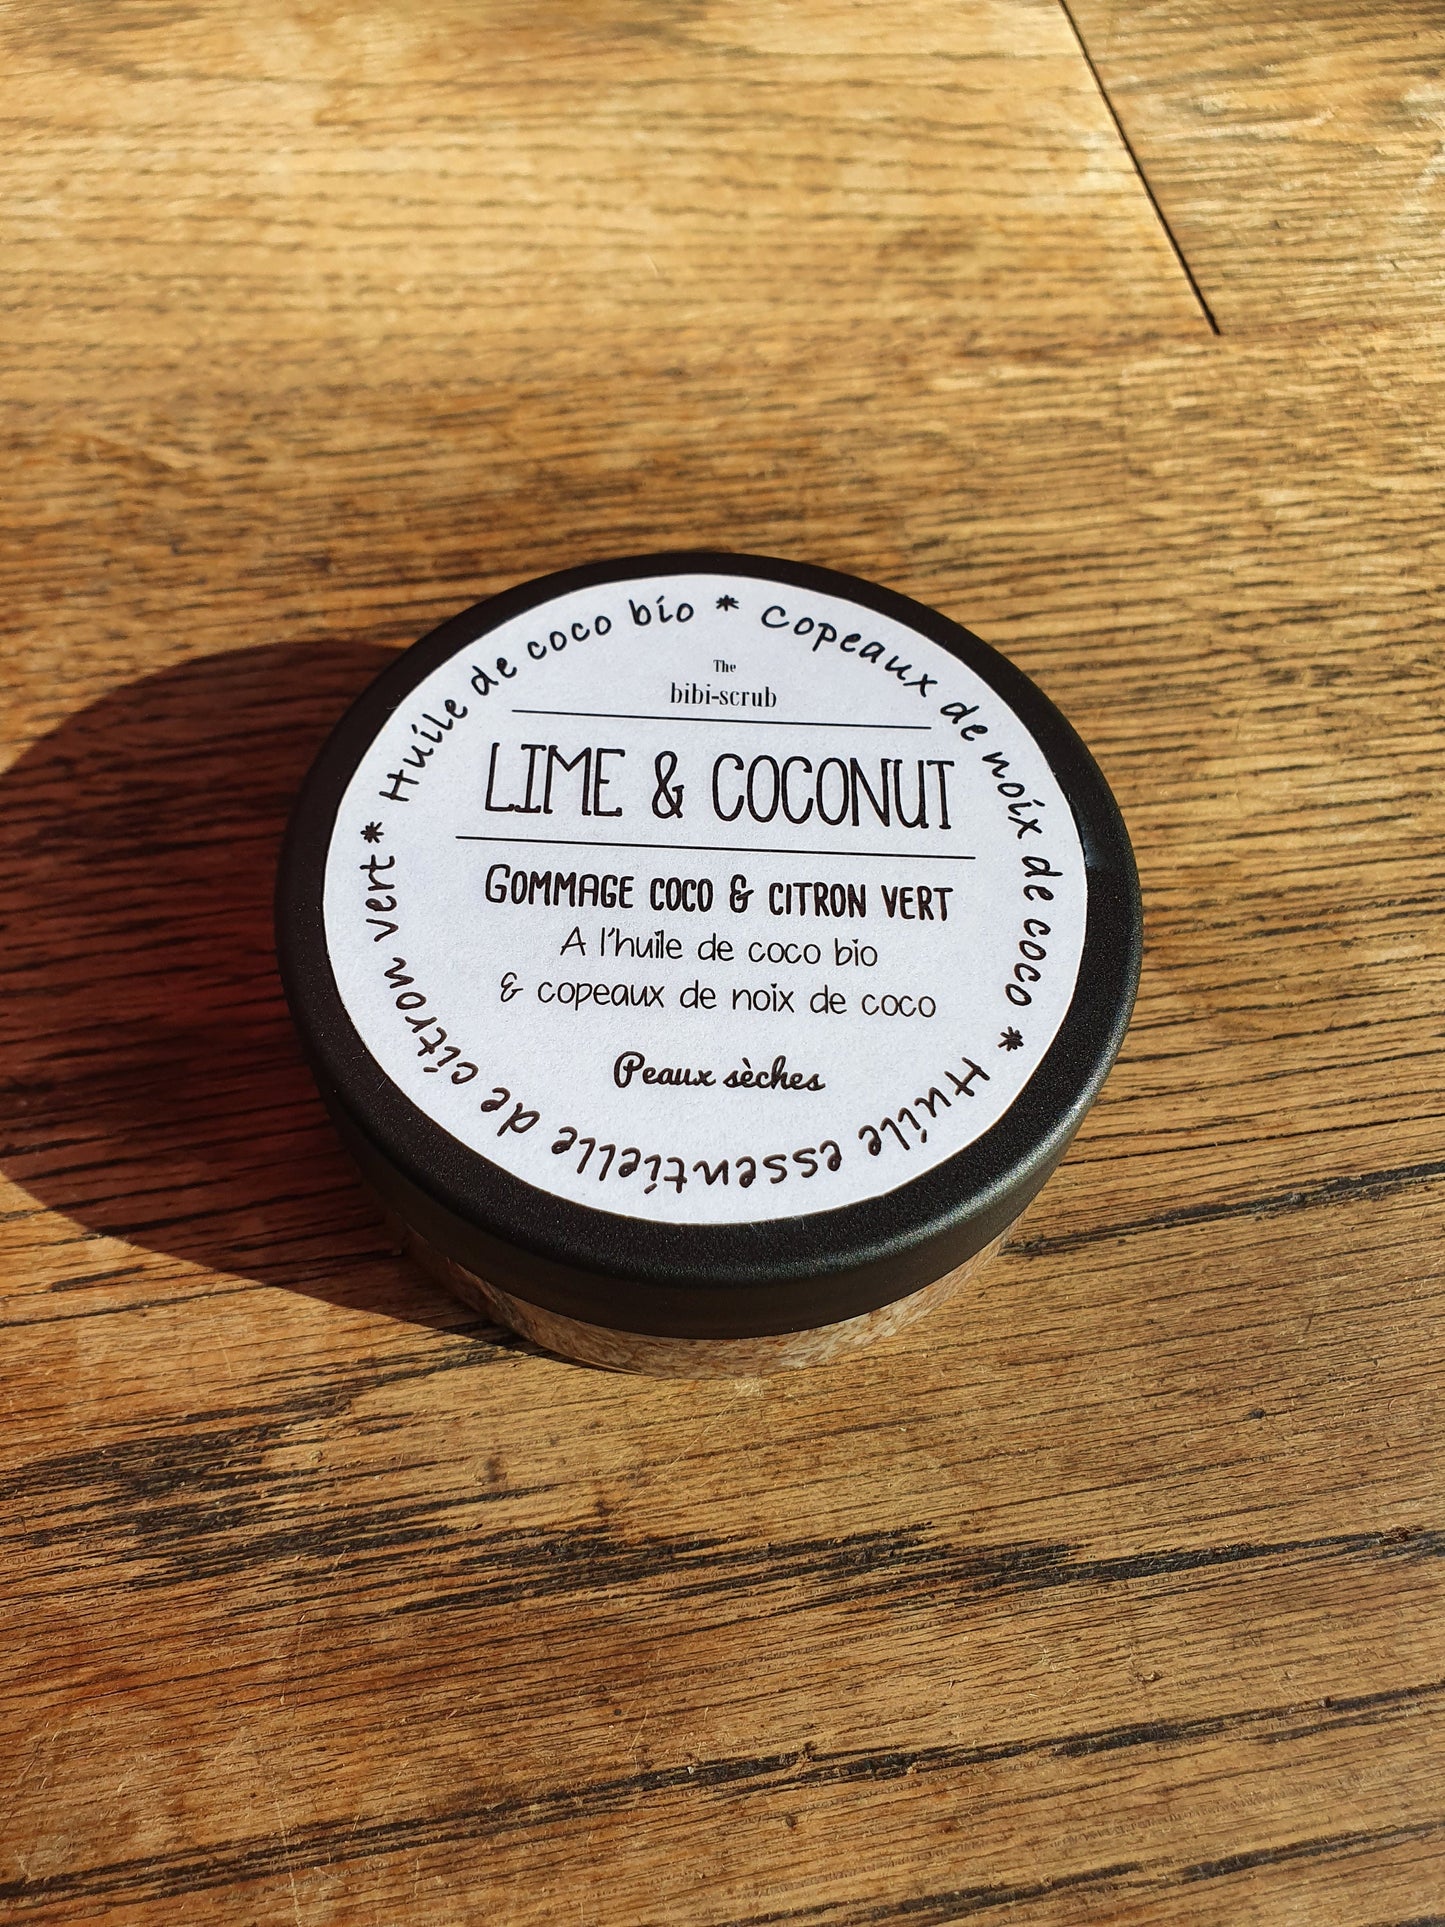 The
bibi-scrub
LIME & COCONUT
GOMMAGE COCO & CITRON VERT
A l'huile de coco bio
& copeaux de noix de coco
Peaux sèches
* Huile de coco bio * Copeaux de noix de coco * Huile essentielle de citron vert